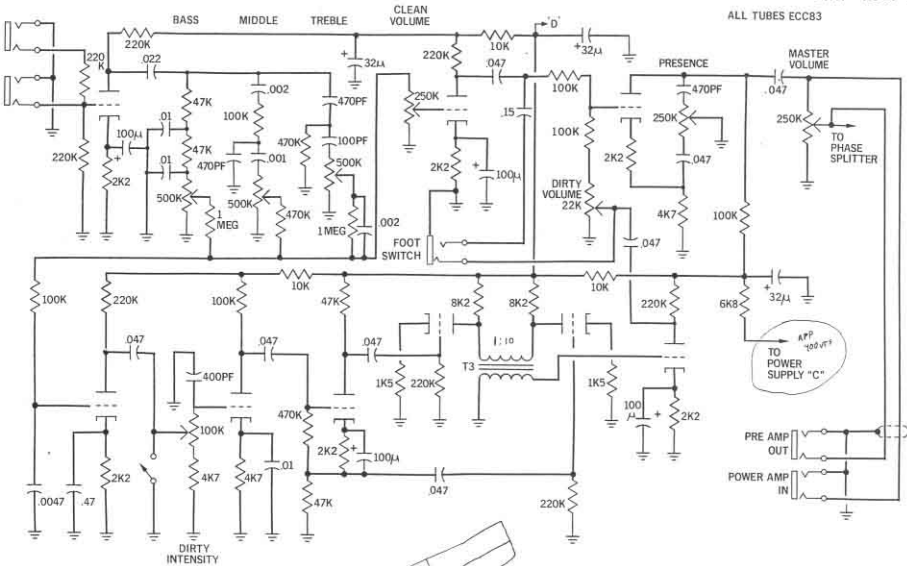 CLEAN
VOLUME
BASS MIDDLE TREBLE
'D'
ALL TUBES ECC83
220K
220
K
.022
32µ
220K
10K
.047
32µ
PRESENCE
MASTER
VOLUME
.047
47K
.002
470PF
250K
.15
100K
470PF
250K
.01
100K
100PF
100µ
220K
2K2
.01
47K
470PF
.001
470K
500K
2K2
100µ
100K
2K2
.047
250K
TO
PHASE
SPLITTER
500K
1
MEG
500K
470K
1MEG
.002
DIRTY
VOLUME
22K
4K7
100K
FOOT
SWITCH
.047
100K
220K
100K
10K
47K
8K2
8K2
10K
220K
32µ
6K8
.047
400PF
.047
.047
1:10
T3
1K5
220K
1K5
APP
400VFS
TO
POWER
SUPPLY "C"
100K
470K
2K2
100µ
100
µ
2K2
PRE AMP
OUT
.0047
.47
2K2
4K7
4K7
.01
47K
.047
220K
POWER AMP
IN
DIRTY
INTENSITY